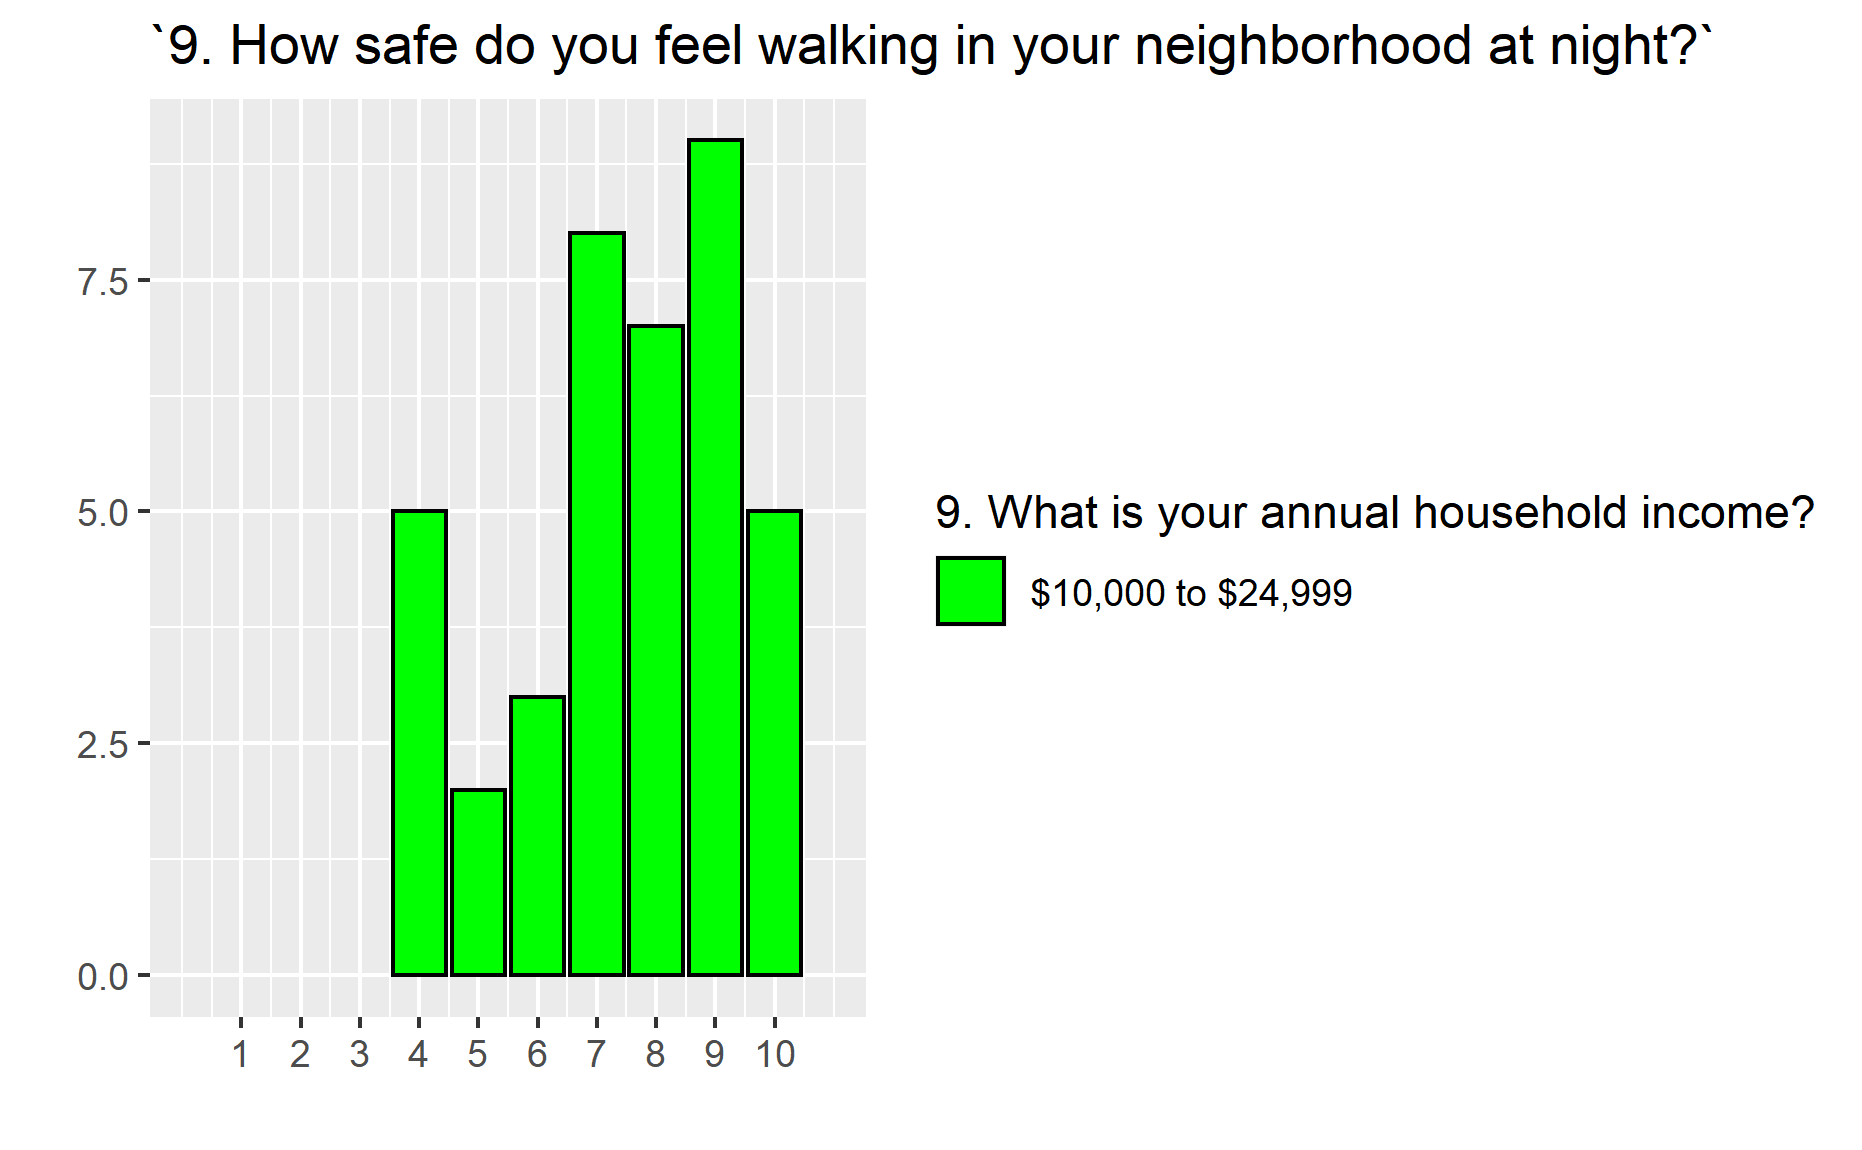 `9. How safe do you feel walking in your neighborhood at night?`
7.5
5.0
2.5
0.0
1 2 3 4 5 6 7 8 9 10
9. What is your annual household income?
$10,000 to $24,999